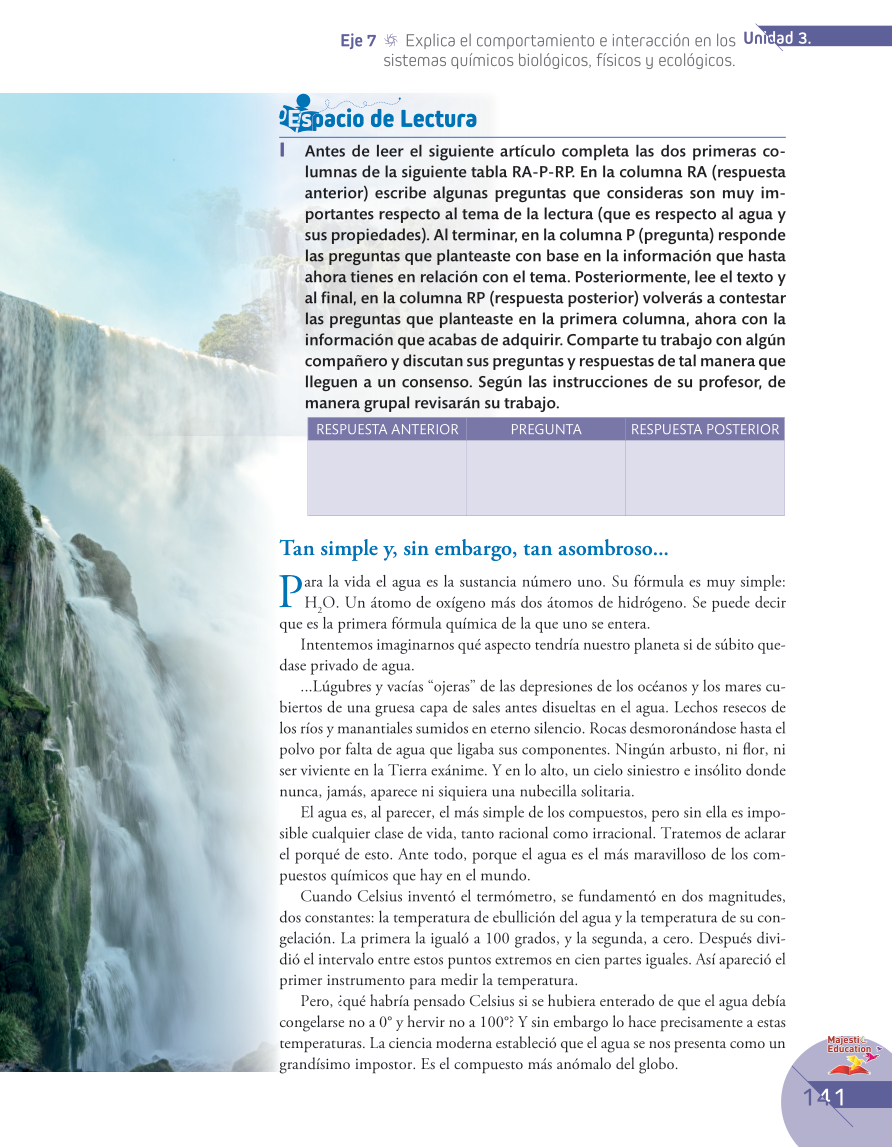 Eje 7 Explica el comportamiento e interacción en los
sistemas químicos biológicos, físicos y ecológicos.
Unidad 3.
Espacio de Lectura
I Antes de leer el siguiente artículo completa las dos primeras co-
lumnas de la siguiente tabla RA-P-RP. En la columna RA (respuesta
anterior) escribe algunas preguntas que consideras son muy im-
portantes respecto al tema de la lectura (que es respecto al agua y
sus propiedades). Al terminar, en la columna P (pregunta) responde
las preguntas que planteaste con base en la información que hasta
ahora tienes en relación con el tema. Posteriormente, lee el texto y
al final, en la columna RP (respuesta posterior) volverás a contestar
las preguntas que planteaste en la primera columna, ahora con la
información que acabas de adquirir. Comparte tu trabajo con algún
compañero y discutan sus preguntas y respuestas de tal manera que
lleguen a un consenso. Según las instrucciones de su profesor, de
manera grupal revisarán su trabajo.
RESPUESTA ANTERIOR PREGUNTA RESPUESTA POSTERIOR
Tan simple y, sin embargo, tan asombroso...
Para la vida el agua es la sustancia número uno. Su fórmula es muy simple:
H₂O. Un átomo de oxígeno más dos átomos de hidrógeno. Se puede decir
que es la primera fórmula química de la que uno se entera.
Intentemos imaginarnos qué aspecto tendría nuestro planeta si de súbito que-
dase privado de agua.
...Lúgubres y vacías “ojeras” de las depresiones de los océanos y los mares cu-
biertos de una gruesa capa de sales antes disueltas en el agua. Lechos resecos de
los ríos y manantiales sumidos en eterno silencio. Rocas desmoronándose hasta el
polvo por falta de agua que ligaba sus componentes. Ningún arbusto, ni flor, ni
ser viviente en la Tierra exánime. Y en lo alto, un cielo siniestro e insólito donde
nunca, jamás, aparece ni siquiera una nubecilla solitaria.
El agua es, al parecer, el más simple de los compuestos, pero sin ella es impo-
sible cualquier clase de vida, tanto racional como irracional. Tratemos de aclarar
el porqué de esto. Ante todo, porque el agua es el más maravilloso de los com-
puestos químicos que hay en el mundo.
Cuando Celsius inventó el termómetro, se fundamentó en dos magnitudes,
dos constantes: la temperatura de ebullición del agua y la temperatura de su con-
gelación. La primera la igualó a 100 grados, y la segunda, a cero. Después divi-
dió el intervalo entre estos puntos extremos en cien partes iguales. Así apareció el
primer instrumento para medir la temperatura.
Pero, ¿qué habría pensado Celsius si se hubiera enterado de que el agua debía
congelarse no a 0° y hervir no a 100°? Y sin embargo lo hace precisamente a estas
temperaturas. La ciencia moderna estableció que el agua se nos presenta como un
grandísimo impostor. Es el compuesto más anómalo del globo.
Majestic
Education
141